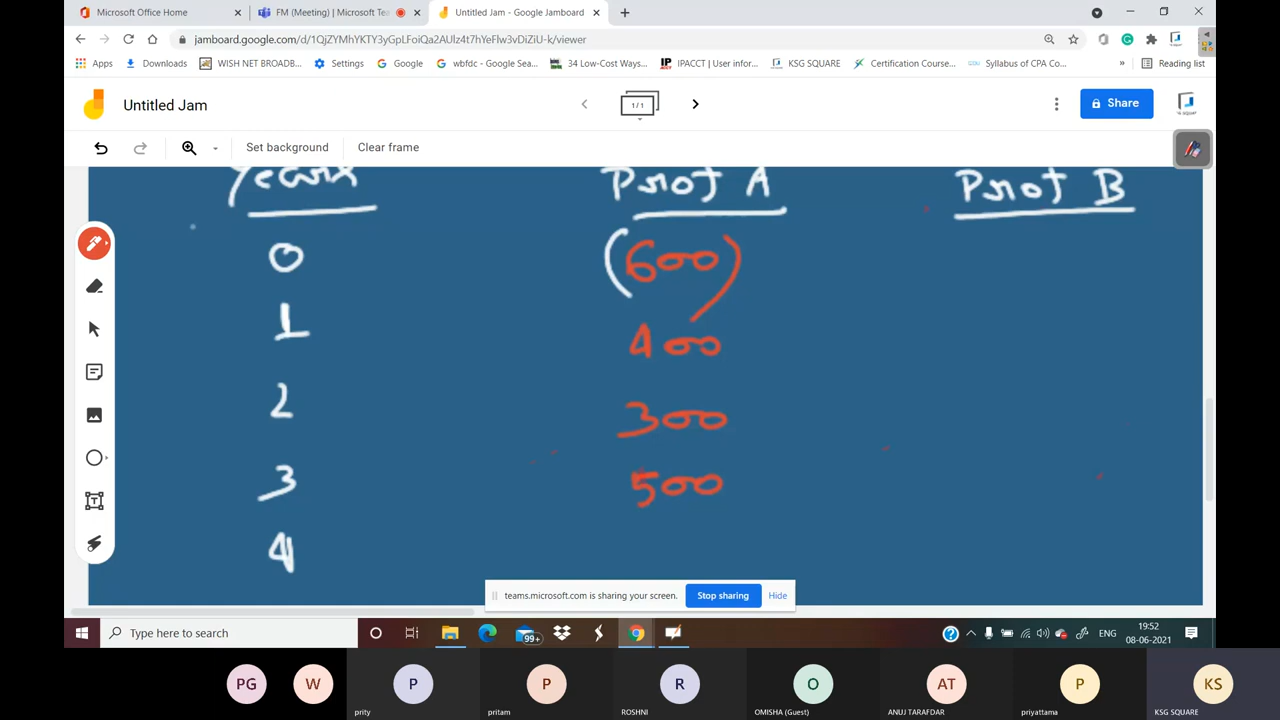 Microsoft Office Home
FM (Meeting) | Microsoft Te
Untitled Jam - Google Jamboard
jamboard.google.com/d/1QJZYMhYKTY3yGpLFoiQa2AUlz4t7hYeFlw3vDiZiU-k/viewer
Apps Downloads WISH NET BROADB... Settings Google wbfdc - Google Sea... 34 Low-Cost Ways... IP IPACCT | User infor... KSG SQUARE Certification Course... Syllabus of CPA Co... » Reading list
Untitled Jam
1/1
Share
Set background Clear frame
Years Proj A Proj B
0 (600)
1 400
2 300
3 500
4
teams.microsoft.com is sharing your screen. Stop sharing Hide
Type here to search
99+
ENG
19:52
08-06-2021
PG W P P R O AT P KS
prity pritam ROSHNI OMISHA (Guest) ANUJ TARAFDAR priyattama KSG SQUARE